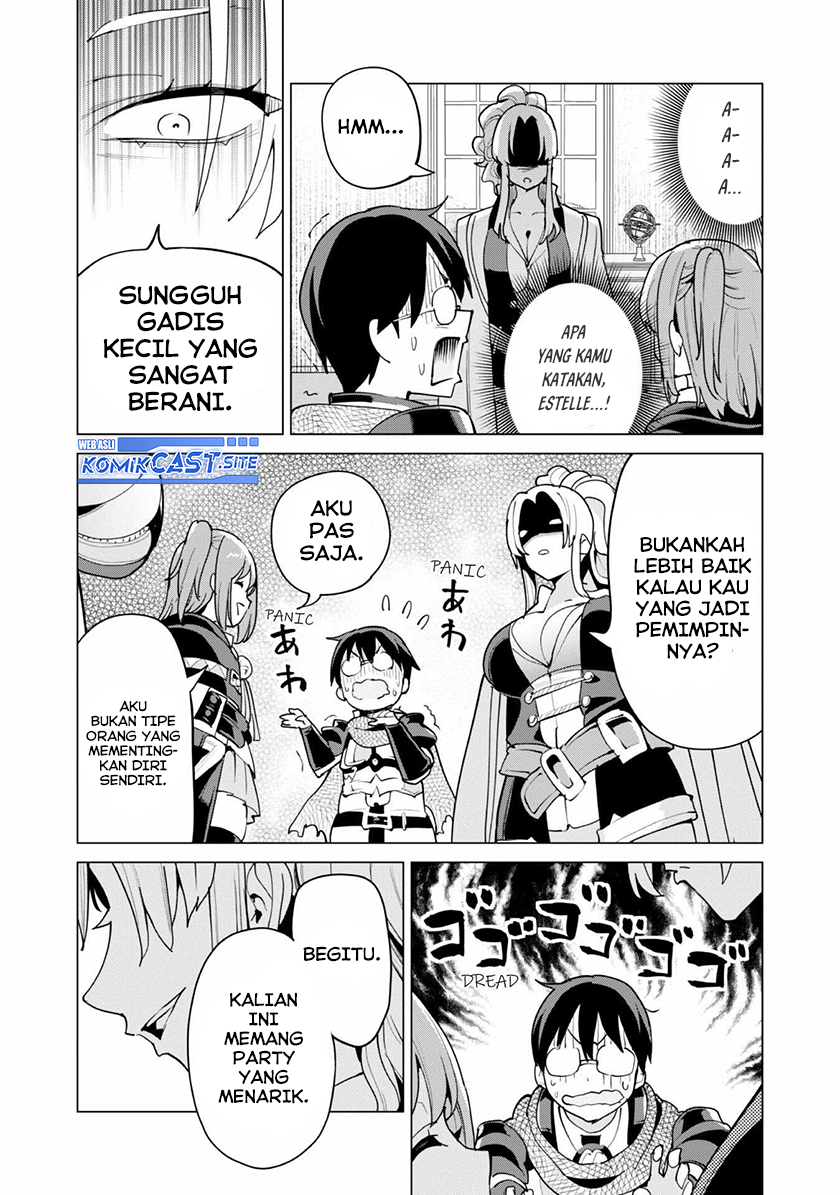 A-
A-
A-
A...
HMM...
APA
YANG KAMU
KATAKAN,
ESTELLE...!
SUNGGUH
GADIS
KECIL YANG
SANGAT
BERANI.
WEB ASLI
KOMIKCAST.SITE
BUKANKAH
LEBIH BAIK
KALAU KAU
YANG JADI
PEMIMPIN-
NYA?
AKU
PAS
SAJA.
PANIC
あわ
PANIC
あわ
AKU
BUKAN TIPE
ORANG YANG
MEMENTING-
KAN DIRI
SENDIRI.
ゴゴゴゴゴゴ
DREAD
BEGITU.
KALIAN
INI
MEMANG
PARTY
YANG
MENARIK.